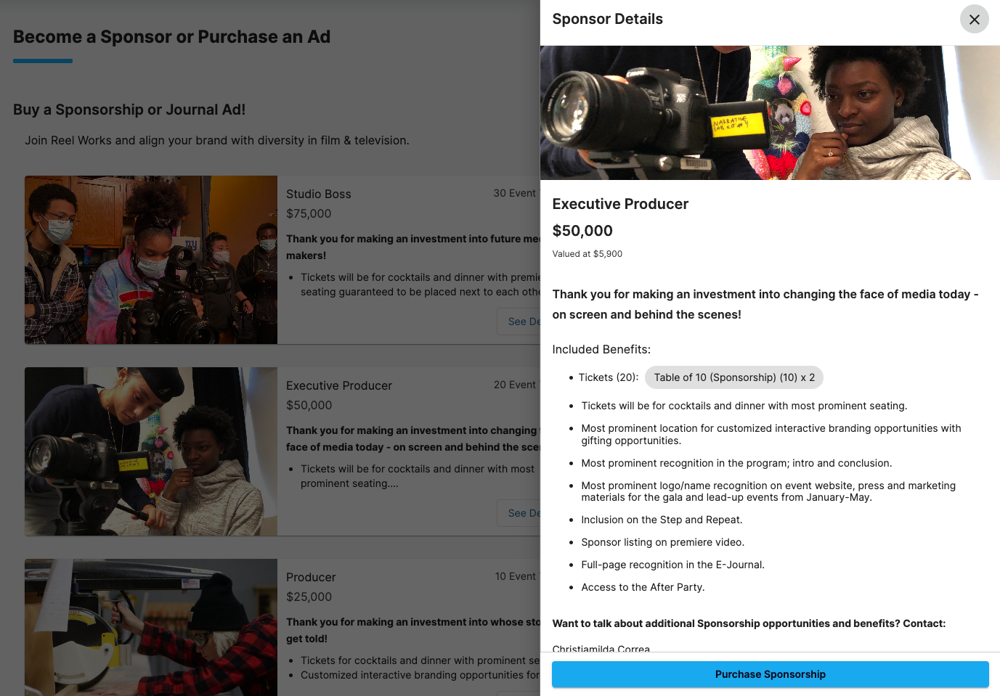 Become a Sponsor or Purchase an Ad
Buy a Sponsorship or Journal Ad!
Join Reel Works and align your brand with diversity in film & television.
Studio Boss
30 Event
$75,000
Thank you for making an investment into future
makers!
• Tickets will be for cocktails and dinner with
seating guaranteed to be placed next to each
See
Executive Producer
20 Event
$50,000
Thank you for making an investment into changing
face of media today - on screen and behind the
• Tickets will be for cocktails and dinner with most
prominent seating....
See
Producer
10 Event
$25,000
Thank you for making an investment into whose
get told!
• Tickets for cocktails and dinner with prominent
• Customized interactive branding opportunities for
Sponsor Details
Canon
NARRATIVE
LAB KIT #4
Executive Producer
$50,000
Valued at $5,900
Thank you for making an investment into changing the face of media today -
on screen and behind the scenes!
Included Benefits:
• Tickets (20): Table of 10 (Sponsorship) (10) x 2
• Tickets will be for cocktails and dinner with most prominent seating.
• Most prominent location for customized interactive branding opportunities with
gifting opportunities.
• Most prominent recognition in the program; intro and conclusion.
• Most prominent logo/name recognition on event website, press and marketing
materials for the gala and lead-up events from January-May.
• Inclusion on the Step and Repeat.
• Sponsor listing on premiere video.
• Full-page recognition in the E-Journal.
• Access to the After Party.
Want to talk about additional Sponsorship opportunities and benefits? Contact:
Christiamilda Correa
Purchase Sponsorship